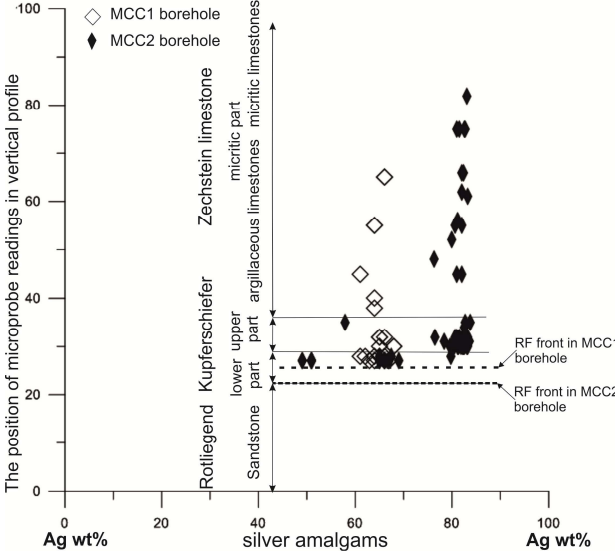 100
80
60
40
20
0
The position of microprobe readings in vertical profile
MCC1 borehole
MCC2 borehole
Zechstein limestone
micritic part
micritic limestones
argillaceous limestones
Kupferschiefer
upper
part
lower
part
Rotliegend
Sandstone
RF front in MCC1
borehole
RF front in MCC2
borehole
0
20
40
60
80
100
Ag wt%
silver amalgams
Ag wt%